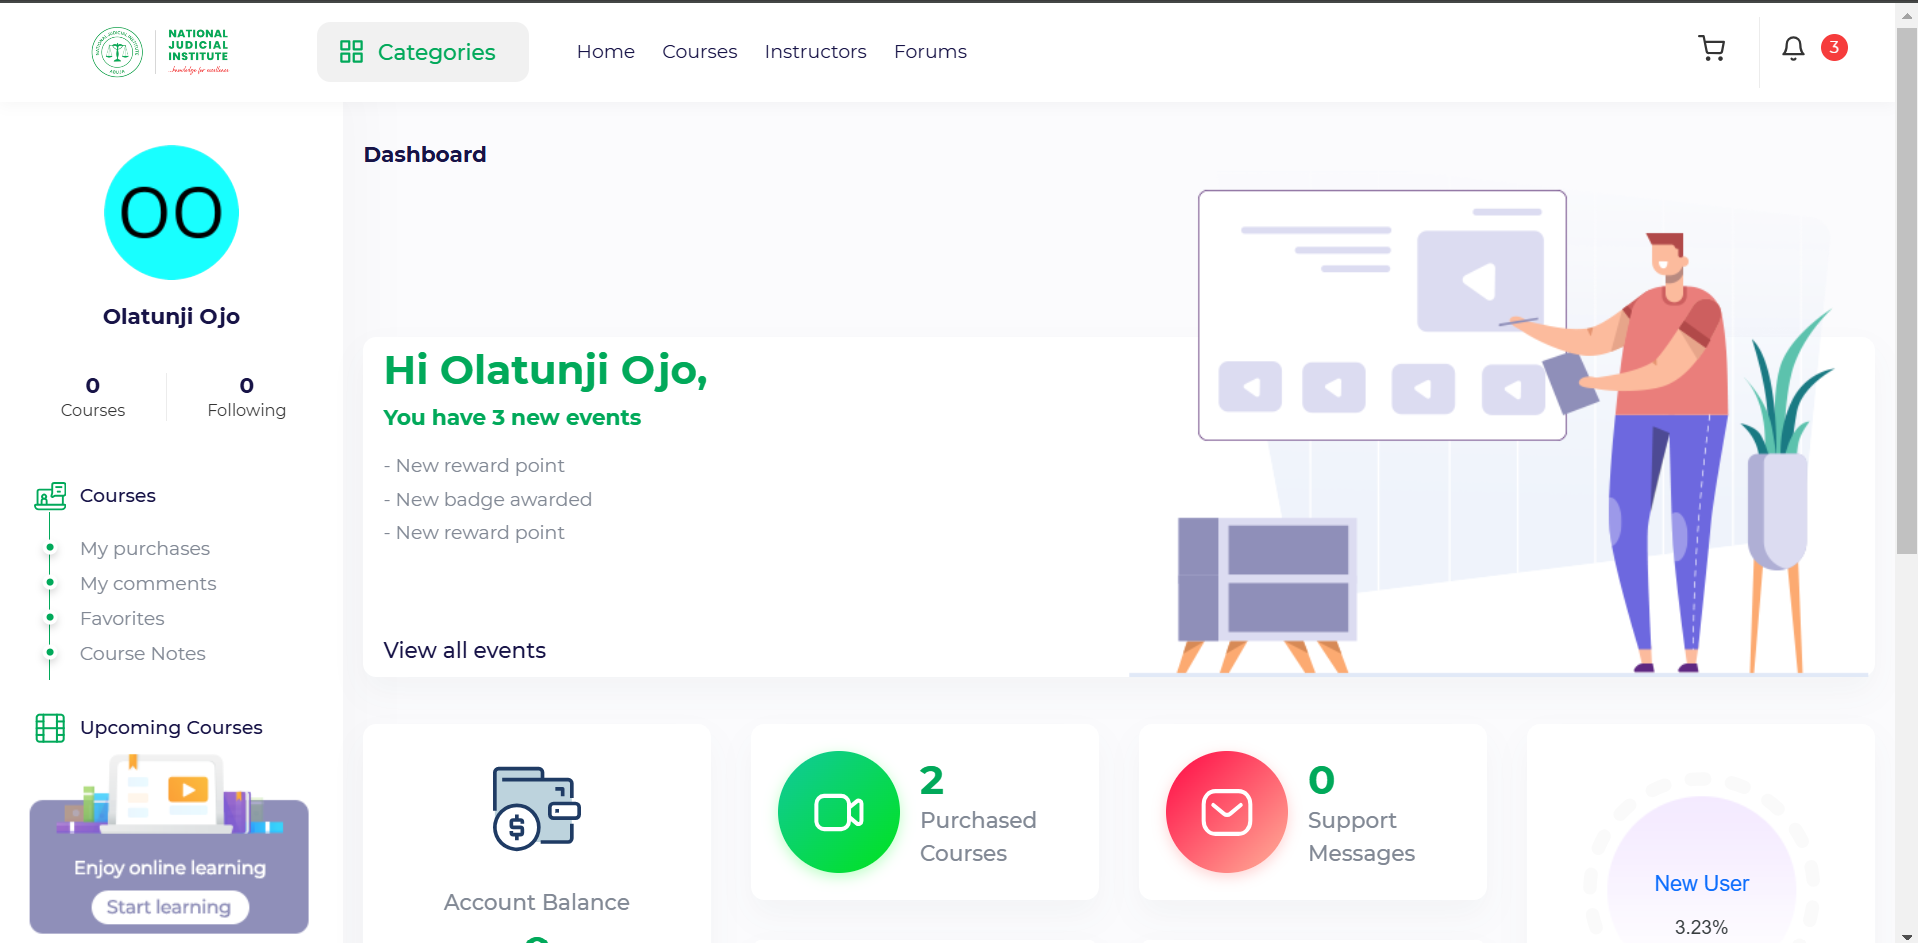 NATIONAL
JUDICIAL
INSTITUTE
...knowledge for excellence
Categories
Home
Courses
Instructors
Forums
3
OO
Olatunji Ojo
0
Courses
0
Following
Courses
My purchases
My comments
Favorites
Course Notes
Upcoming Courses
Enjoy online learning
Start learning
Dashboard
Hi Olatunji Ojo,
You have 3 new events
- New reward point
- New badge awarded
- New reward point
View all events
Account Balance
2
Purchased
Courses
0
Support
Messages
New User
3.23%